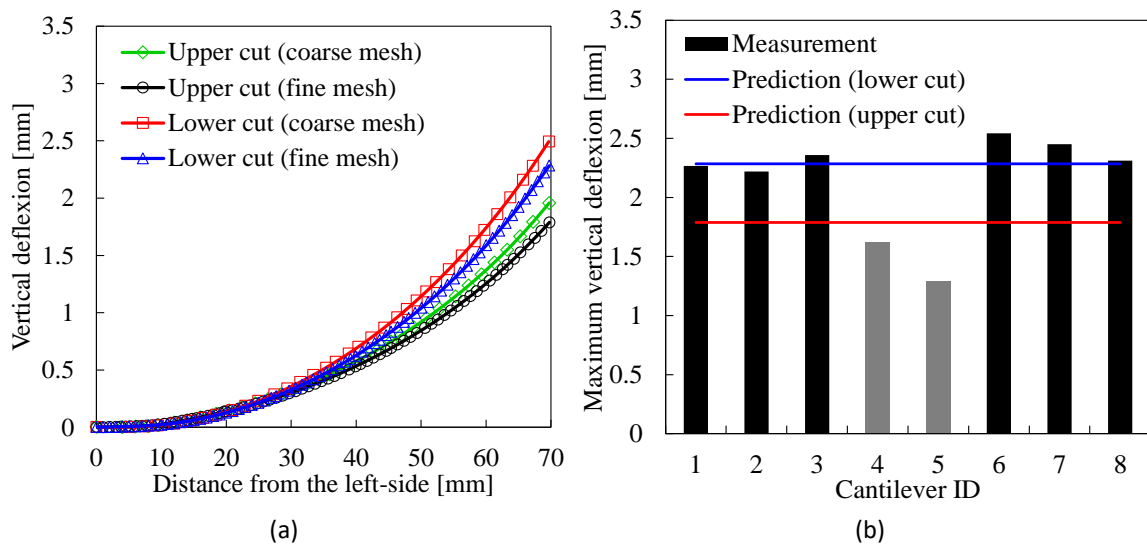 3.5
3
2.5
2
1.5
1
0.5
0
Vertical deflexion [mm]
Upper cut (coarse mesh)
Upper cut (fine mesh)
Lower cut (coarse mesh)
Lower cut (fine mesh)
0 10 20 30 40 50 60 70
Distance from the left-side [mm]
(a)
3.5
3
2.5
2
1.5
1
0.5
0
Maximum vertical deflexion [mm]
Measurement
Prediction (lower cut)
Prediction (upper cut)
1 2 3 4 5 6 7 8
Cantilever ID
(b)